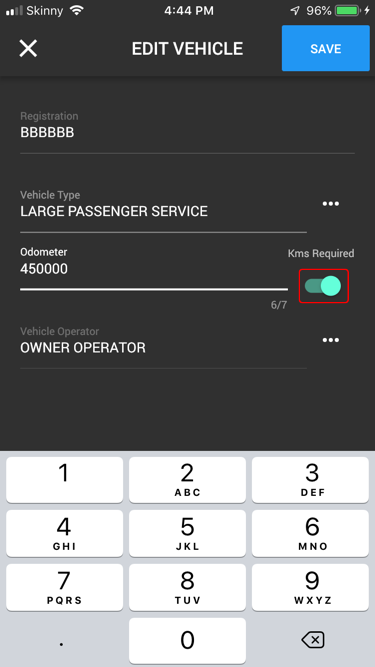 Skinny 4:44 PM 96%
EDIT VEHICLE SAVE
Registration
BBBBBB
Vehicle Type
LARGE PASSENGER SERVICE
Odometer Kms Required
450000
6/7
Vehicle Operator
OWNER OPERATOR
1 2 3
ABC DEF
4 5 6
GHI JKL MNO
7 8 9
PQRS TUV WXYZ
. 0